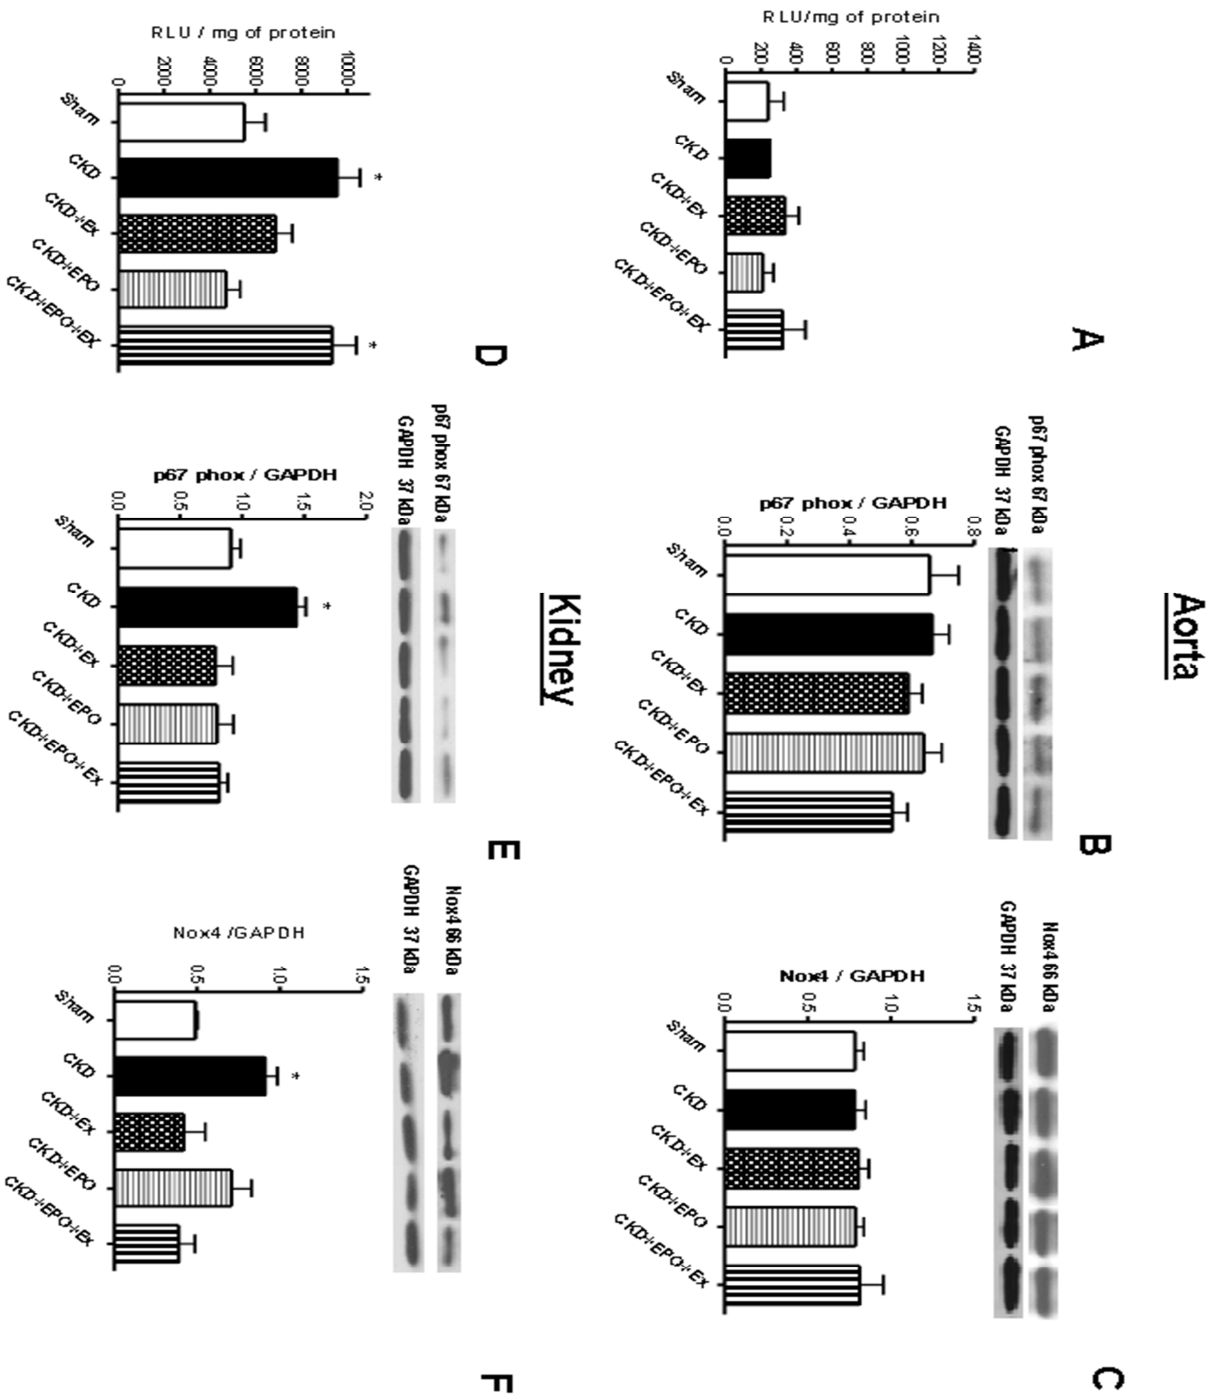 Aorta
A
RLU/mg of protein
1400
1200
1000
800
600
400
200
0
Sham
CKD
CKD+Ex
CKD+EPO
CKD+EPO+Ex
B
p67 phox 67 kDa
GAPDH 37 kDa
p67 phox / GAPDH
0.8
0.6
0.4
0.2
0.0
Sham
CKD
CKD+Ex
CKD+EPO
CKD+EPO+Ex
C
Nox4 66 kDa
GAPDH 37 kDa
Nox4 / GAPDH
1.5
1.0
0.5
0.0
Sham
CKD
CKD+Ex
CKD+EPO
CKD+EPO+Ex
Kidney
D
RLU / mg of protein
10000
8000
6000
4000
2000
0
*
*
Sham
CKD
CKD+Ex
CKD+EPO
CKD+EPO+EX
E
p67 phox 67 kDa
GAPDH 37 kDa
p67 phox / GAPDH
2.0
1.5
1.0
0.5
0.0
*
Sham
CKD
CKD+Ex
CKD+EPO
CKD+EPO+Ex
F
Nox4 66 kDa
GAPDH 37 kDa
Nox4 /GAPDH
1.5
1.0
0.5
0.0
*
Sham
CKD
CKD+Ex
CKD+EPO
CKD+EPO+Ex